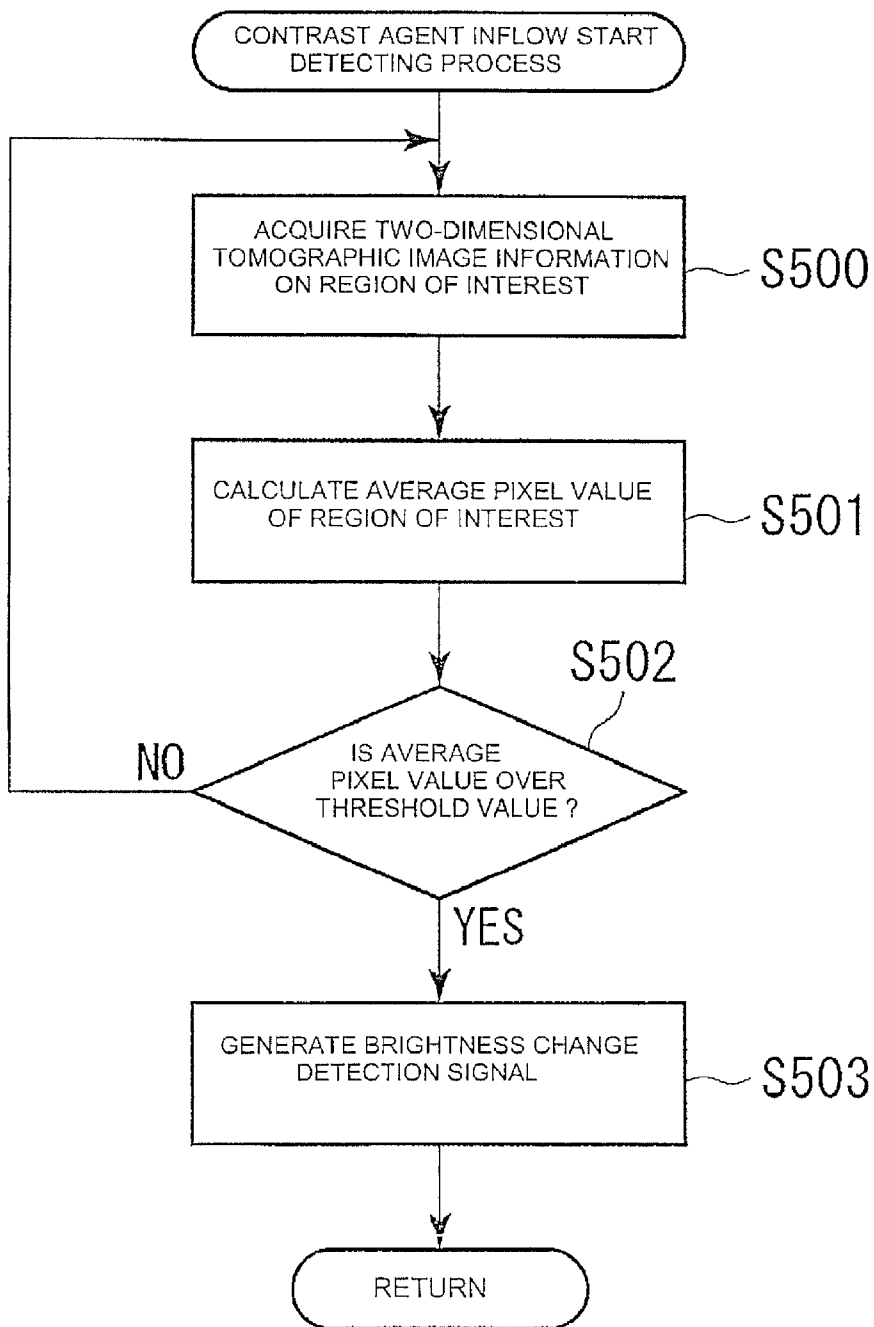 CONTRAST AGENT INFLOW START
DETECTING PROCESS
ACQUIRE TWO-DIMENSIONAL
TOMOGRAPHIC IMAGE INFORMATION
ON REGION OF INTEREST
S500
CALCULATE AVERAGE PIXEL VALUE
OF REGION OF INTEREST
S501
S502
IS AVERAGE
PIXEL VALUE OVER
THRESHOLD VALUE ?
NO
YES
GENERATE BRIGHTNESS CHANGE
DETECTION SIGNAL
S503
RETURN